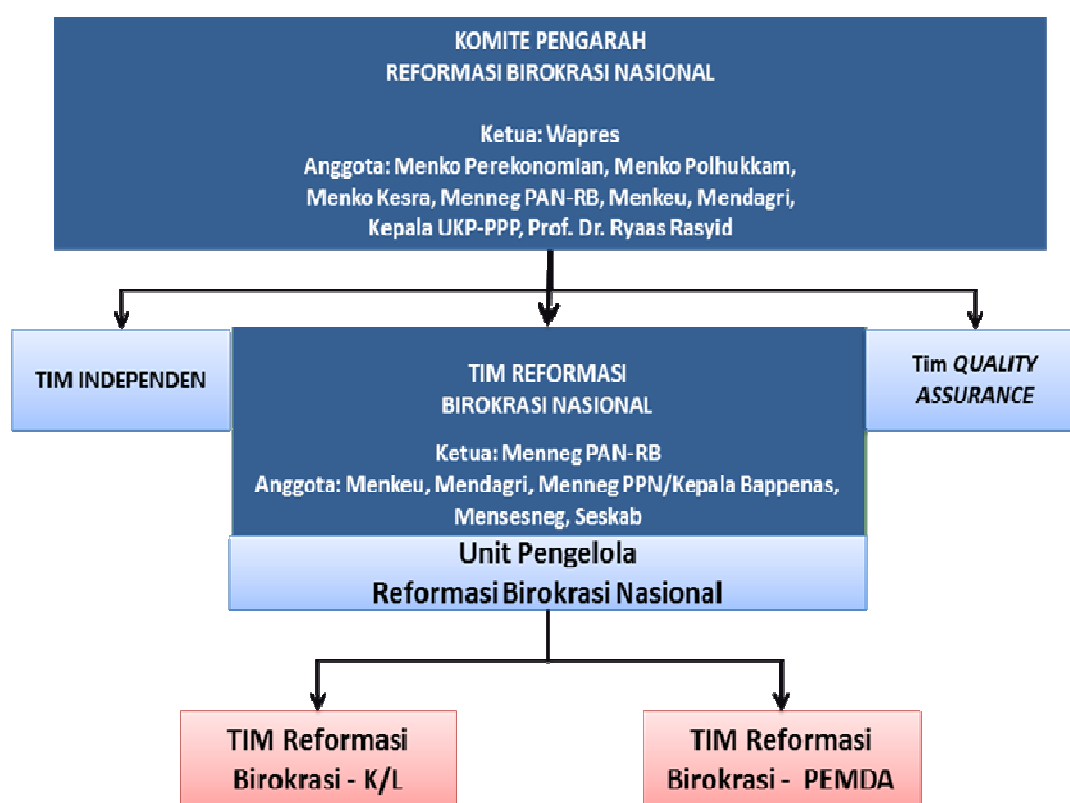 KOMITE PENGARAH
REFORMASI BIROKRASI NASIONAL
Ketua: Wapres
Anggota: Menko Perekonomian, Menko Polhukkam,
Menko Kesra, Menneg PAN-RB, Menkeu, Mendagri,
Kepala UKP-PPP, Prof. Dr. Ryaas Rasyid
TIM INDEPENDEN
TIM REFORMASI
BIROKRASI NASIONAL
Ketua: Menneg PAN-RB
Anggota: Menkeu, Mendagri, Menneg PPN/Kepala Bappenas,
Mensesneg, Seskab
Tim QUALITY
ASSURANCE
Unit Pengelola
Reformasi Birokrasi Nasional
TIM Reformasi
Birokrasi - K/L
TIM Reformasi
Birokrasi - PEMDA